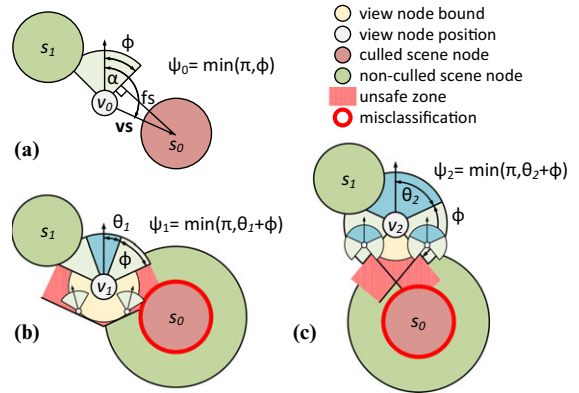 s1
ϕ
ψ0= min(π,ϕ)
α
v0
fs
vs
s0
(a)
view node bound
view node position
culled scene node
non-culled scene node
unsafe zone
misclassification
s1
θ1
ψ1= min(π,θ1+ϕ)
ϕ
v1
s0
(b)
ψ2= min(π,θ2+ϕ)
s1
θ2
ϕ
v2
s0
(c)